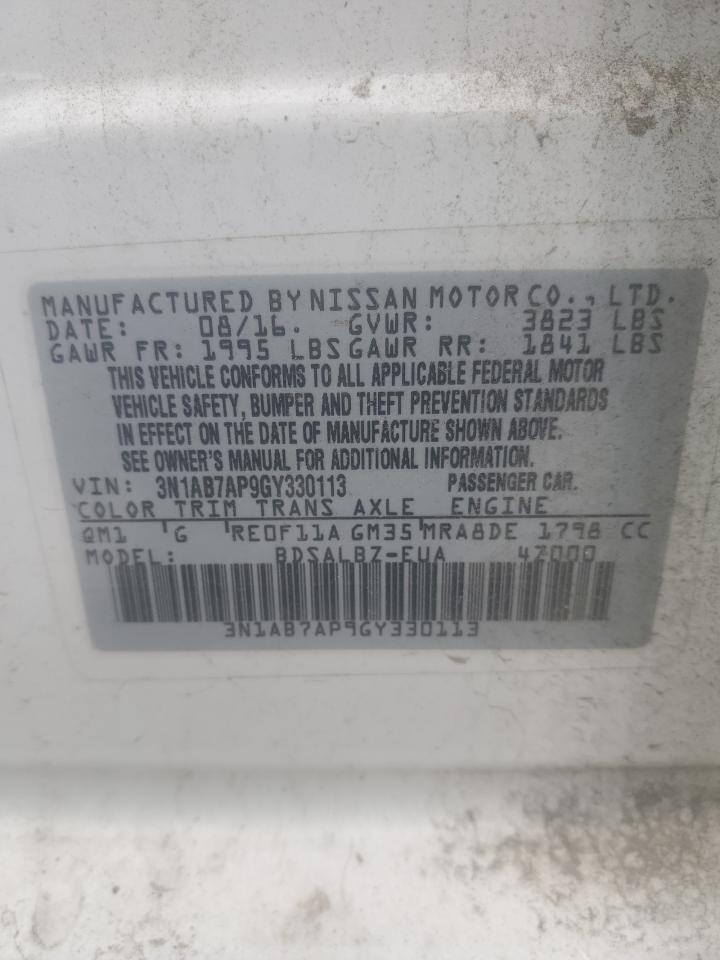 MANUFACTURED BY NISSAN MOTOR CO., LTD.
DATE: 08/16. GVWR: 3823 LBS
GAWR FR: 1995 LBS GAWR RR: 1841 LBS
THIS VEHICLE CONFORMS TO ALL APPLICABLE FEDERAL MOTOR
VEHICLE SAFETY, BUMPER AND THEFT PREVENTION STANDARDS
IN EFFECT ON THE DATE OF MANUFACTURE SHOWN ABOVE.
SEE OWNER'S MANUAL FOR ADDITIONAL INFORMATION.
VIN: 3N1AB7AP9GY330113 PASSENGER CAR.
COLOR TRIM TRANS AXLE ENGINE
QM1 G RE0F11A GM35 MRA8DE 1798 CC
MODEL: BDSALBZ-EUA 4Z000
3N1AB7AP9GY330113